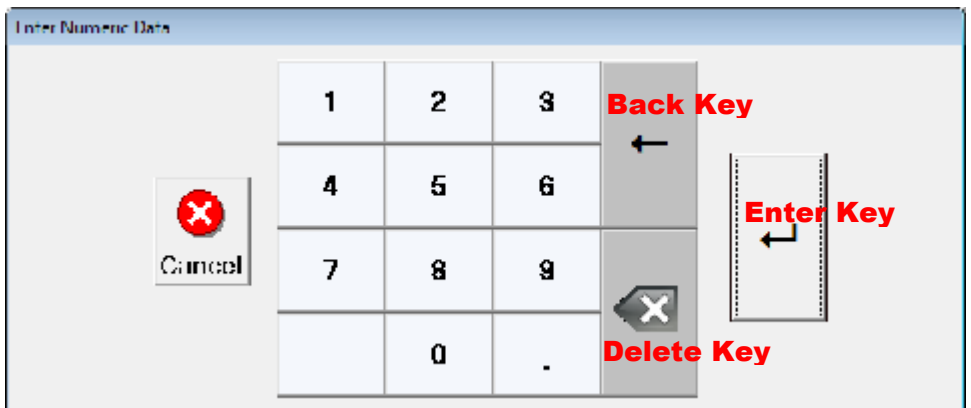 Enter Numeric Data
1 2 3 Back Key
4 5 6
Enter Key
Cancel
7 8 9
Delete Key
0 .